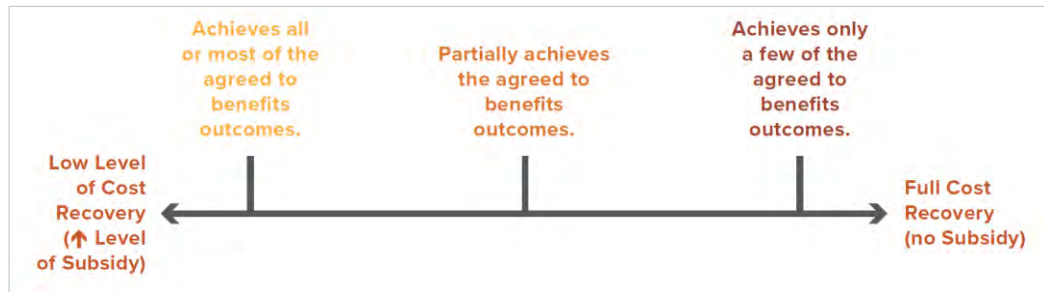 Achieves all
or most of the
agreed to
benefits
outcomes.
Partially achieves
the agreed to
benefits
outcomes.
Achieves only
a few of the
agreed to
benefits
outcomes.
Low Level
of Cost
Recovery
(↑ Level
of Subsidy)
Full Cost
Recovery
(no Subsidy)